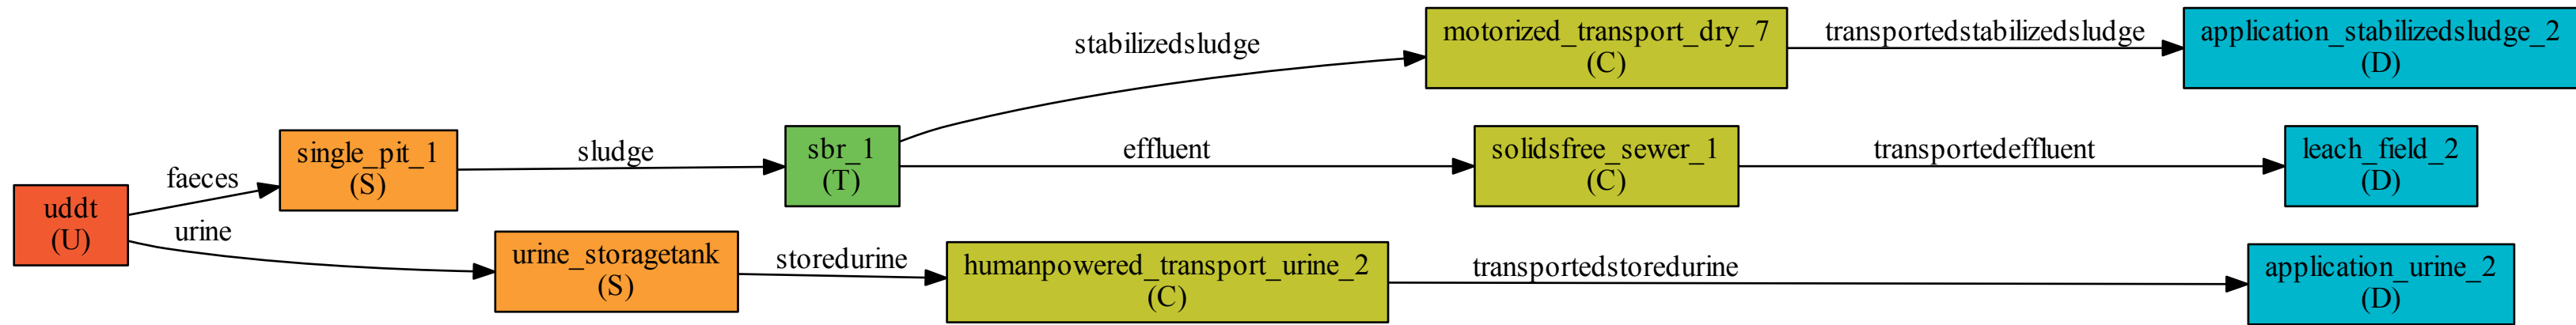 uddt
(U)
faeces
urine
single_pit_1
(S)
sludge
urine_storagetank
(S)
storedurine
sbr_1
(T)
stabilizedsludge
effluent
humanpowered_transport_urine_2
(C)
transportedstoredurine
motorized_transport_dry_7
(C)
transportedstabilizedsludge
solidsfree_sewer_1
(C)
transportedeffluent
application_stabilizedsludge_2
(D)
leach_field_2
(D)
application_urine_2
(D)